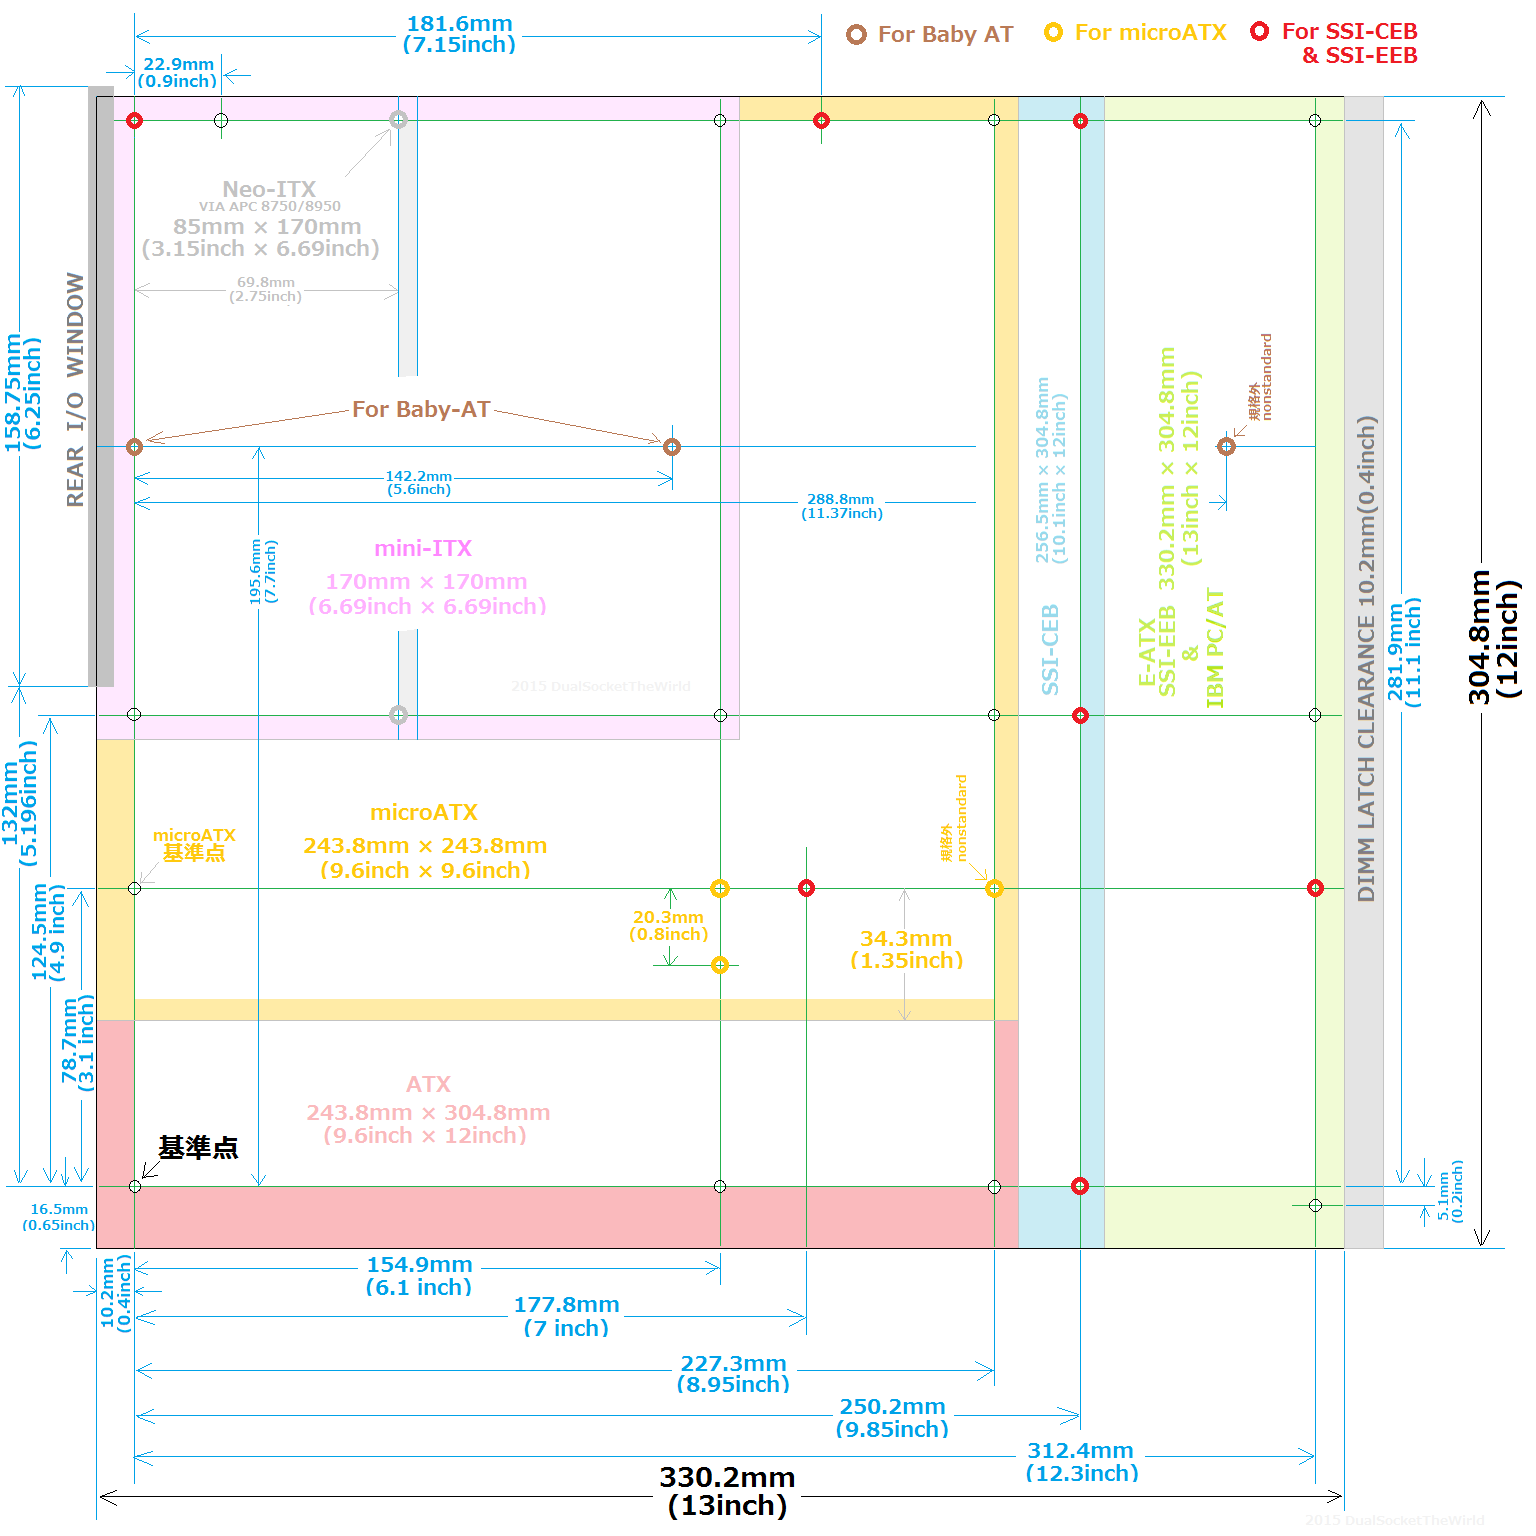 181.6mm
(7.15inch)
For Baby AT
For microATX
For SSI-CEB
& SSI-EEB
22.9mm
(0.9inch)
Neo-ITX
VIA APC 8750/8950
85mm × 170mm
(3.15inch × 6.69inch)
69.8mm
(2.75inch)
REAR I/O WINDOW
158.75mm
(6.25inch)
For Baby-AT
142.2mm
(5.6inch)
288.8mm
(11.37inch)
195.6mm
(7.7inch)
mini-ITX
170mm × 170mm
(6.69inch × 6.69inch)
2015 DualSocketTheWirld
SSI-CEB 256.5mm × 304.8mm
(10.1inch × 12inch)
E-ATX
SSI-EEB 330.2mm × 304.8mm
(13inch × 12inch)
&
IBM PC/AT
規格外
nonstandard
DIMM LATCH CLEARANCE 10.2mm(0.4inch)
281.9mm
(11.1 inch)
304.8mm
(12inch)
132mm
(5.196inch)
124.5mm
(4.9 inch)
78.7mm
(3.1 inch)
microATX
基準点
microATX
243.8mm × 243.8mm
(9.6inch × 9.6inch)
規格外
nonstandard
20.3mm
(0.8inch)
34.3mm
(1.35inch)
ATX
243.8mm × 304.8mm
(9.6inch × 12inch)
基準点
16.5mm
(0.65inch)
5.1mm
(0.2inch)
10.2mm
(0.4inch)
154.9mm
(6.1 inch)
177.8mm
(7 inch)
227.3mm
(8.95inch)
250.2mm
(9.85inch)
312.4mm
(12.3inch)
330.2mm
(13inch)
2015 DualSocketTheWirld